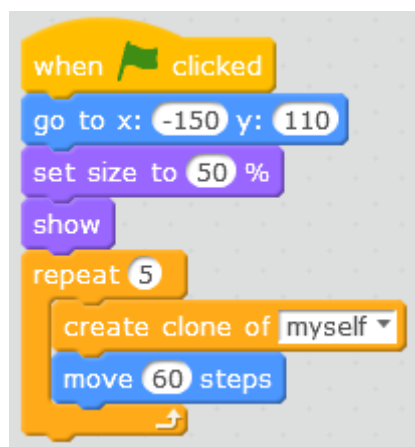 when clicked
go to x: -150 y: 110
set size to 50 %
show
repeat 5
create clone of myself
move 60 steps